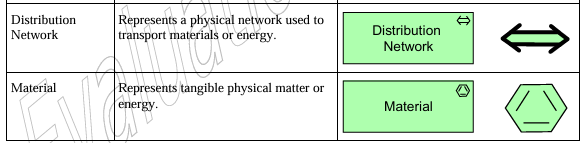 Distribution
Network
Represents a physical network used to
transport materials or energy.
Distribution
Network
Material
Represents tangible physical matter or
energy.
Material
Evaluati